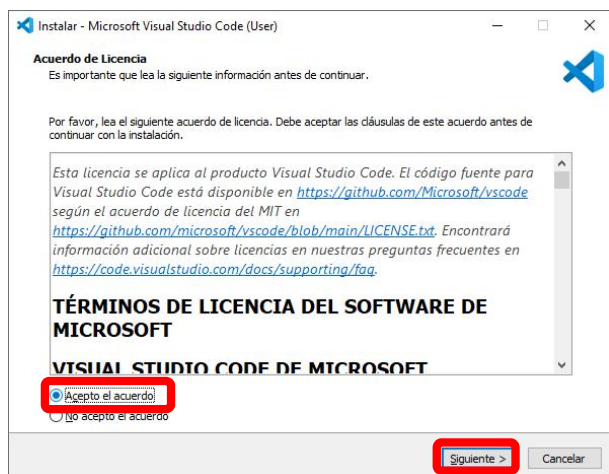 Instalar - Microsoft Visual Studio Code (User)
Acuerdo de Licencia
Es importante que lea la siguiente información antes de continuar.
Por favor, lea el siguiente acuerdo de licencia. Debe aceptar las cláusulas de este acuerdo antes de
continuar con la instalación.
Esta licencia se aplica al producto Visual Studio Code. El código fuente para
Visual Studio Code está disponible en https://github.com/Microsoft/vscode
según el acuerdo de licencia del MIT en
https://github.com/microsoft/vscode/blob/main/LICENSE.txt. Encontrará
información adicional sobre licencias en nuestras preguntas frecuentes en
https://code.visualstudio.com/docs/supporting/faq.
TÉRMINOS DE LICENCIA DEL SOFTWARE DE
MICROSOFT
VISUAL STUDIO CODE DE MICROSOFT
Acepto el acuerdo
No acepto el acuerdo
Siguiente >
Cancelar